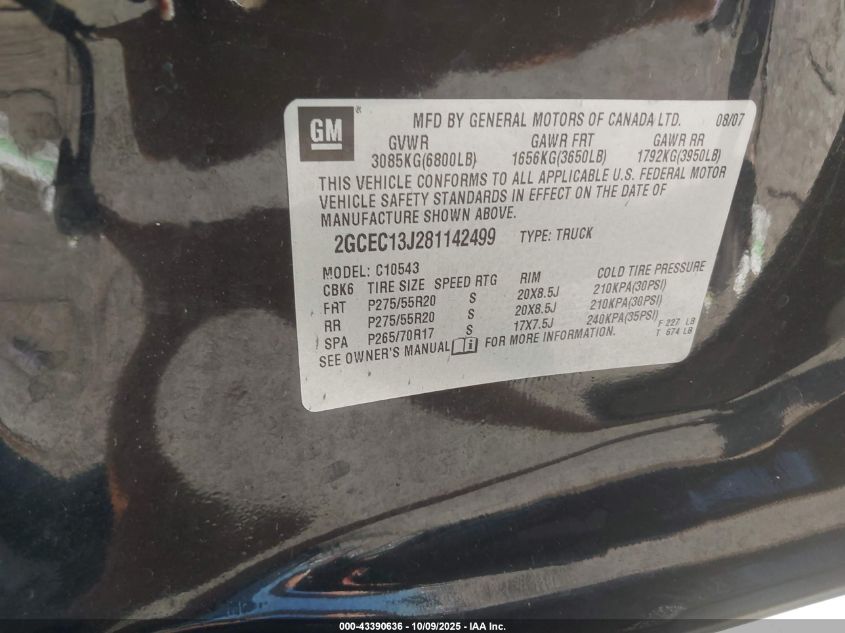 GM
MFD BY GENERAL MOTORS OF CANADA LTD. 08/07
GVWR GAWR FRT GAWR RR
3085KG(6800LB) 1656KG(3650LB) 1792KG(3950LB)
THIS VEHICLE CONFORMS TO ALL APPLICABLE U.S. FEDERAL MOTOR
VEHICLE SAFETY STANDARDS IN EFFECT ON THE DATE OF
MANUFACTURE SHOWN ABOVE.
2GCEC13J281142499 TYPE: TRUCK
MODEL: C10543
CBK6 TIRE SIZE SPEED RTG RIM COLD TIRE PRESSURE
FRT P275/55R20 S 20X8.5J 210KPA(30PSI)
RR P275/55R20 S 20X8.5J 210KPA(30PSI)
SPA P265/70R17 S 17X7.5J 240KPA(35PSI) F 227 LB
SEE OWNER'S MANUAL FOR MORE INFORMATION. T 674 LB
000-43390636 - 10/09/2025 - IAA Inc.